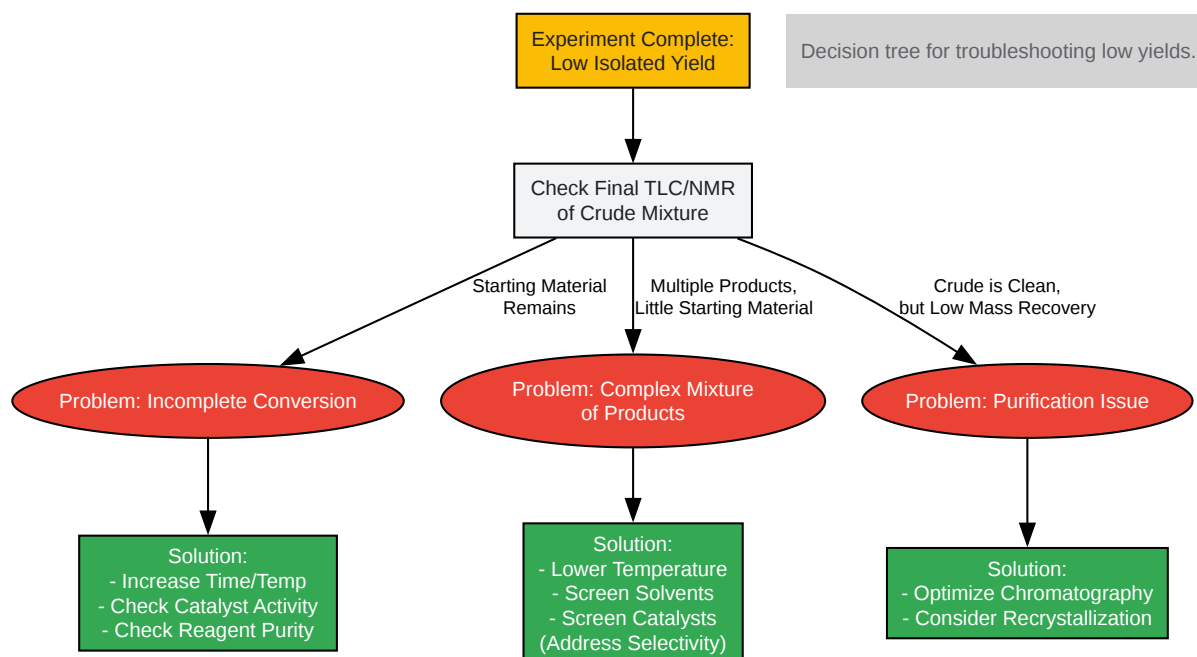 Experiment Complete:
Low Isolated Yield
Decision tree for troubleshooting low yields.
Check Final TLC/NMR
of Crude Mixture
Starting Material
Remains
Multiple Products,
Little Starting Material
Crude is Clean,
but Low Mass Recovery
Problem: Incomplete Conversion
Problem: Complex Mixture
of Products
Problem: Purification Issue
Solution:
- Increase Time/Temp
- Check Catalyst Activity
- Check Reagent Purity
Solution:
- Lower Temperature
- Screen Solvents
- Screen Catalysts
(Address Selectivity)
Solution:
- Optimize Chromatography
- Consider Recrystallization